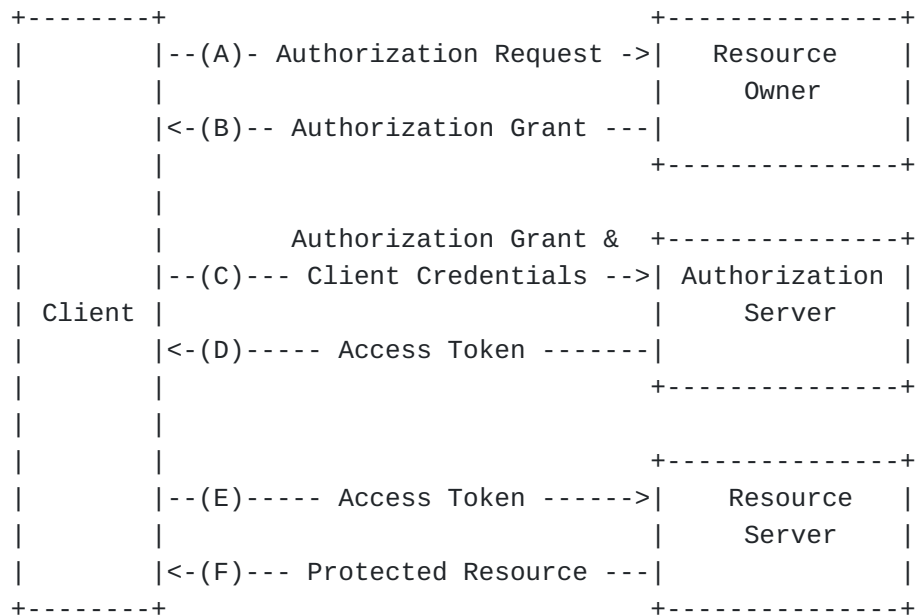 +--------+                               +---------------+
|        |--(A)- Authorization Request ->|   Resource    |
|        |                               |     Owner     |
|        |<-(B)-- Authorization Grant ---|               |
|        |                               +---------------+
|        |
|        |        Authorization Grant &  +---------------+
|        |--(C)--- Client Credentials -->| Authorization |
| Client |                               |     Server    |
|        |<-(D)----- Access Token -------|               |
|        |                               +---------------+
|        |
|        |                               +---------------+
|        |--(E)----- Access Token ------>|    Resource   |
|        |                               |     Server    |
|        |<-(F)--- Protected Resource ---|               |
+--------+                               +---------------+